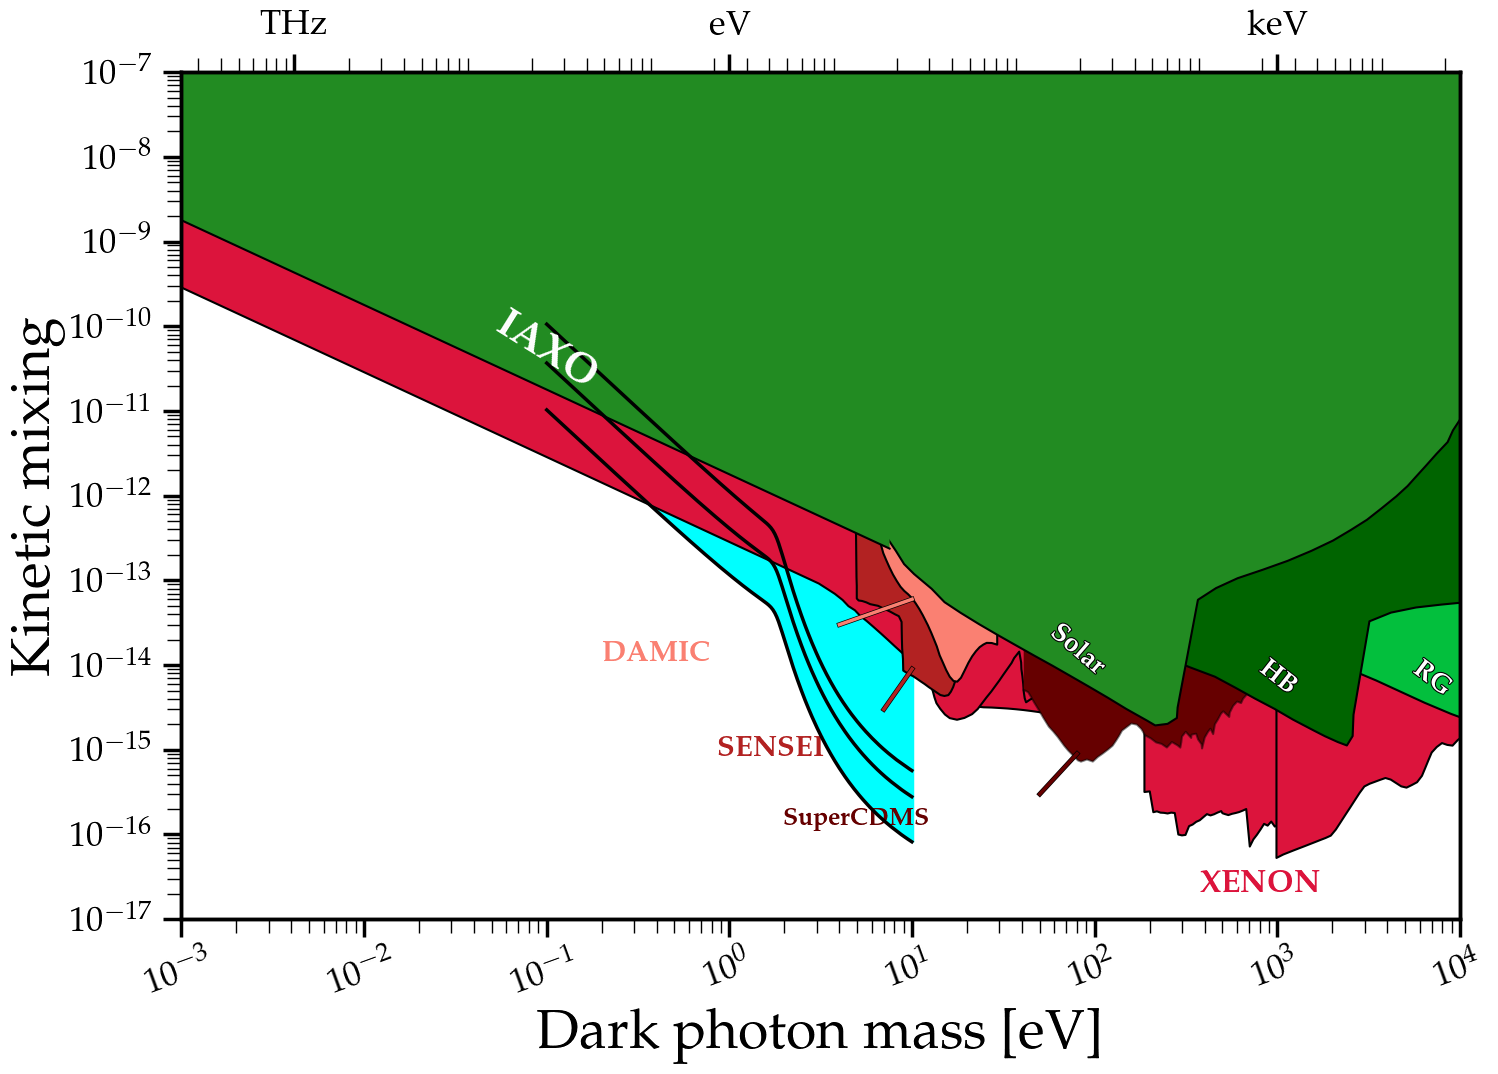 THz eV keV
10⁻⁷
10⁻⁸
10⁻⁹
10⁻¹⁰
10⁻¹¹
10⁻¹²
10⁻¹³
10⁻¹⁴
10⁻¹⁵
10⁻¹⁶
10⁻¹⁷
Kinetic mixing
IAXO
Solar
DAMIC
HB
RG
SENSEI
SuperCDMS
XENON
10⁻³ 10⁻² 10⁻¹ 10⁰ 10¹ 10² 10³ 10⁴
Dark photon mass [eV]